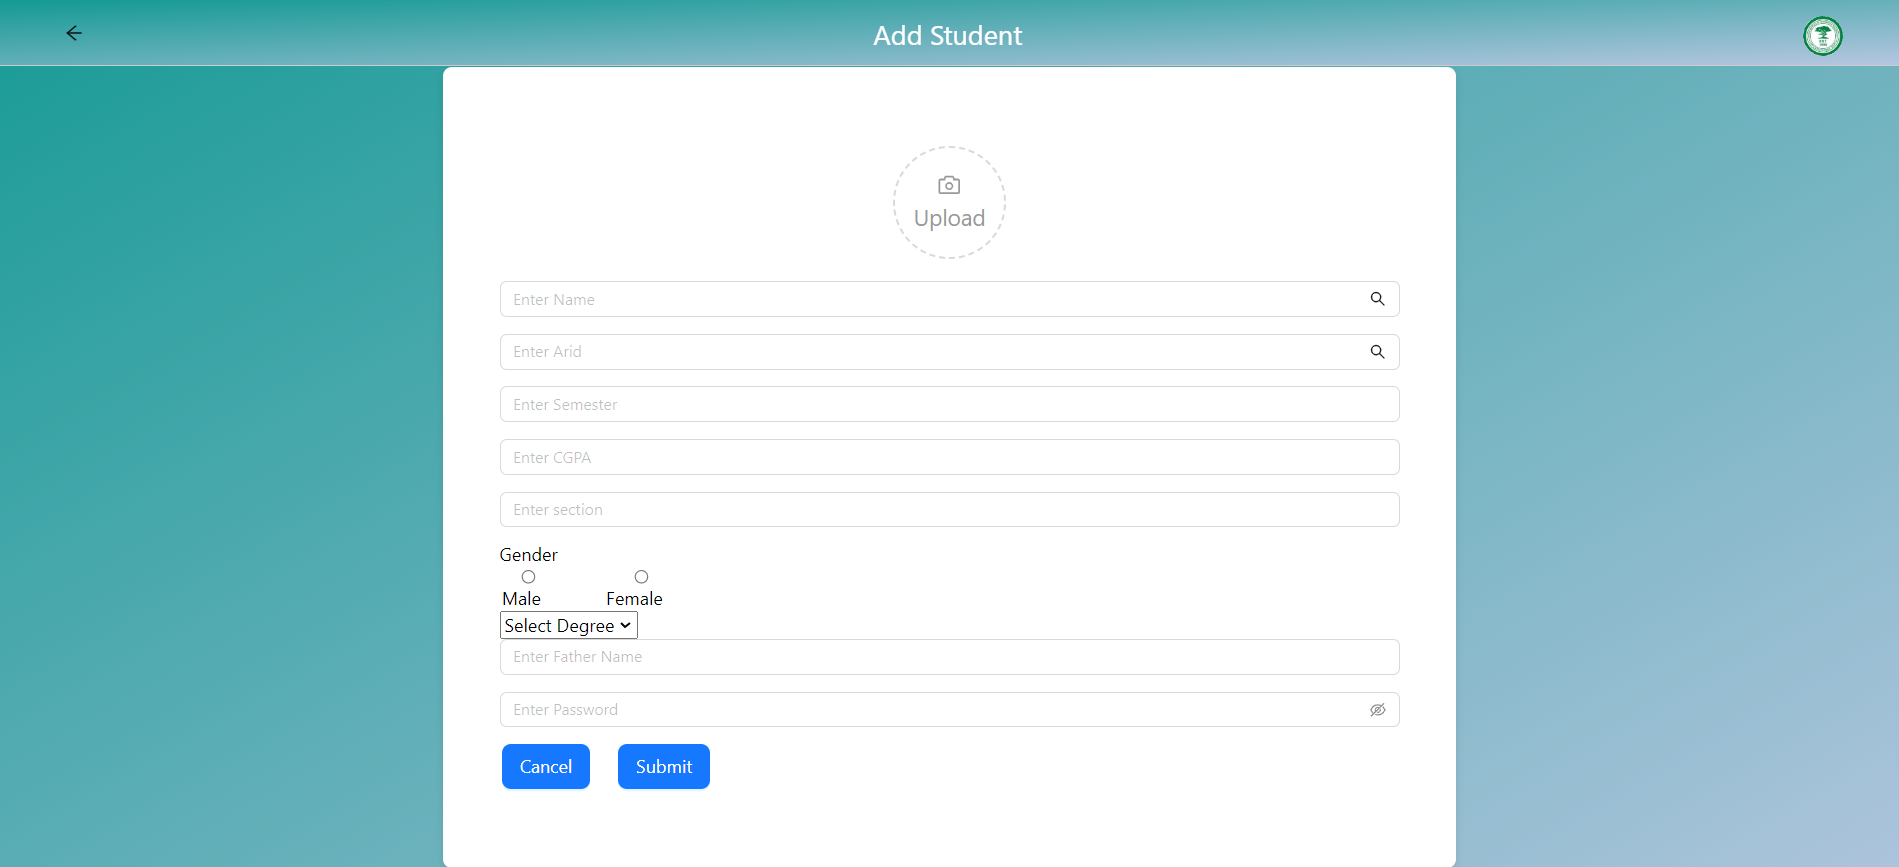 Add Student
Upload
Enter Name
Enter Arid
Enter Semester
Enter CGPA
Enter section
Gender
Male Female
Select Degree
Enter Father Name
Enter Password
Cancel Submit